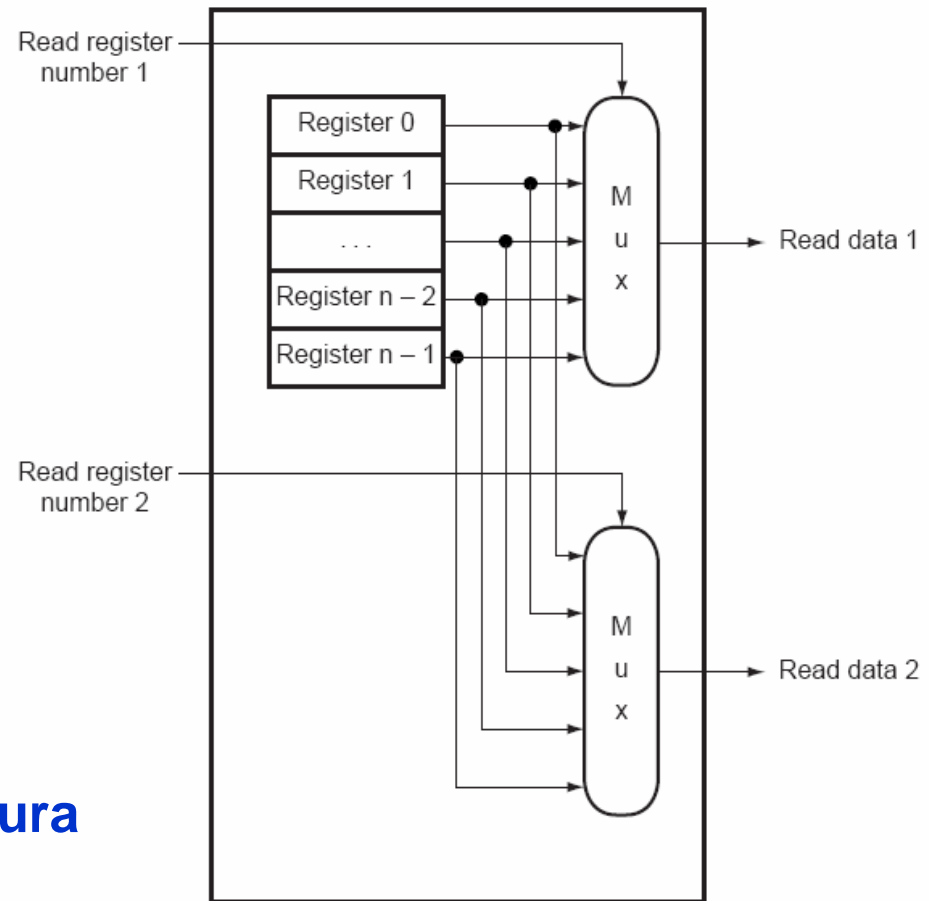 Read register
number 1
Register 0
Register 1
. . .
Register n – 2
Register n – 1
M
u
x
Read data 1
Read register
number 2
M
u
x
Read data 2
ura